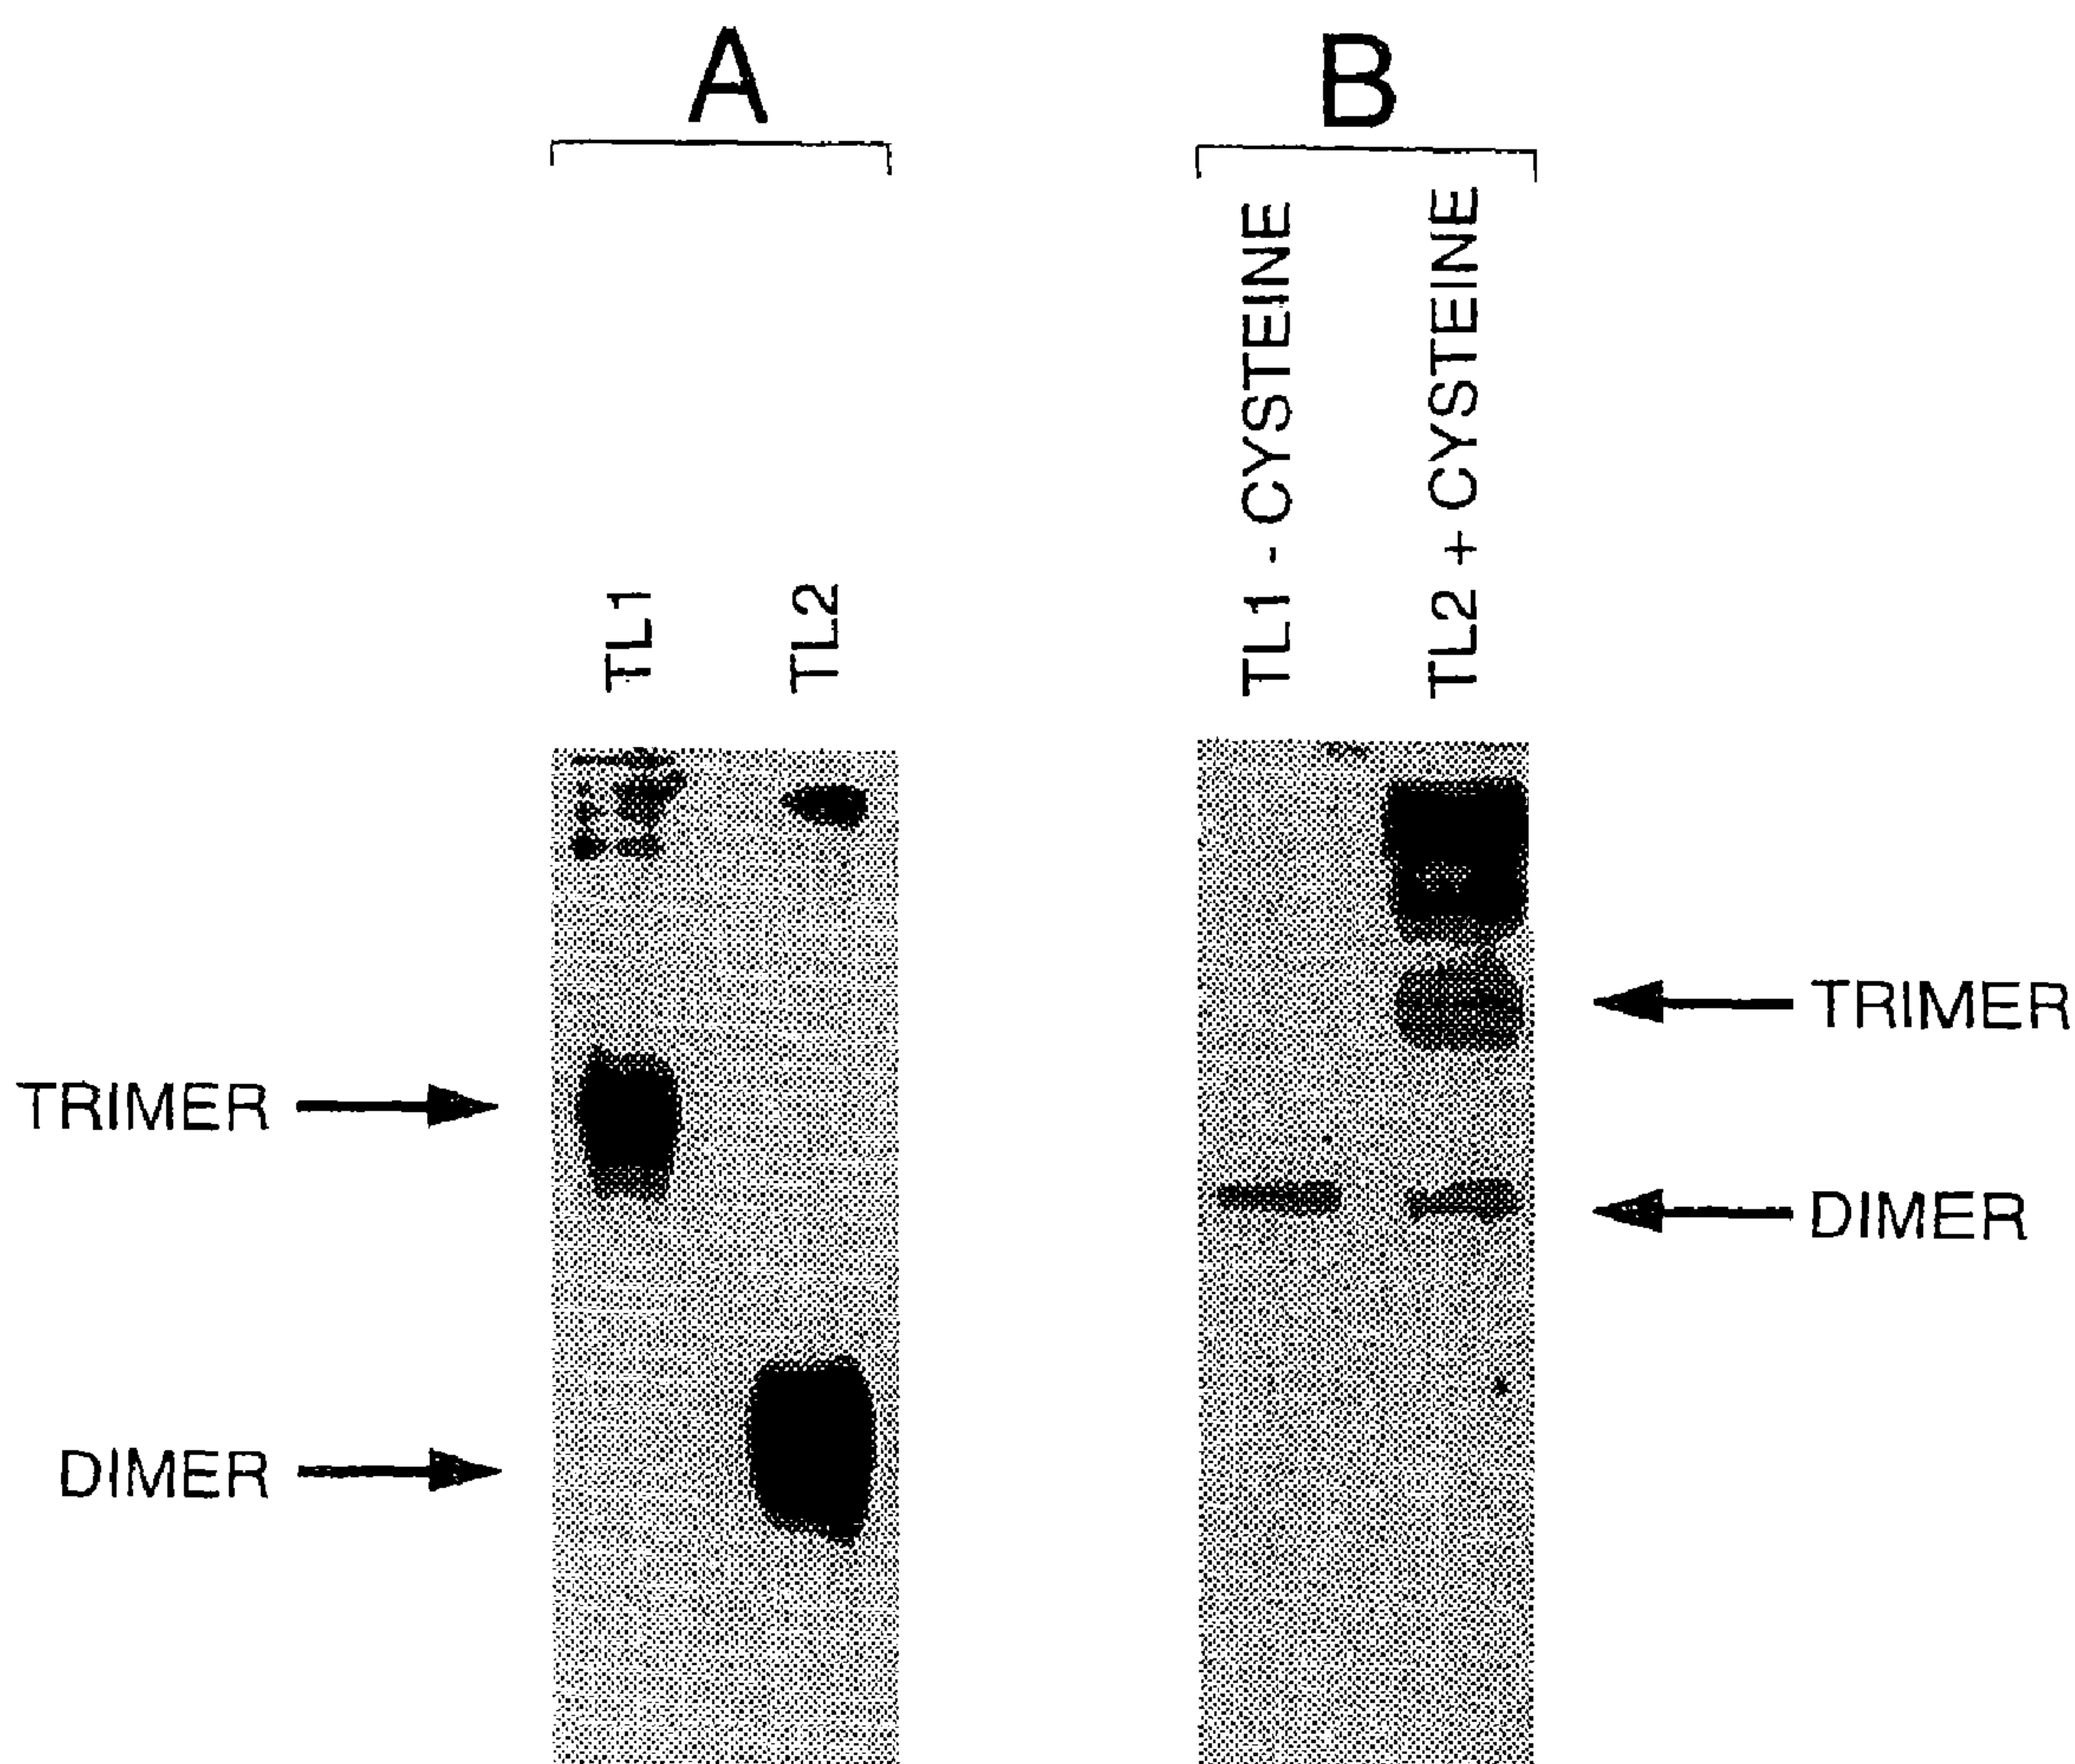 A
B
TL1
TL2
TL1 - CYSTEINE
TL2 + CYSTEINE
TRIMER
DIMER
TRIMER
DIMER